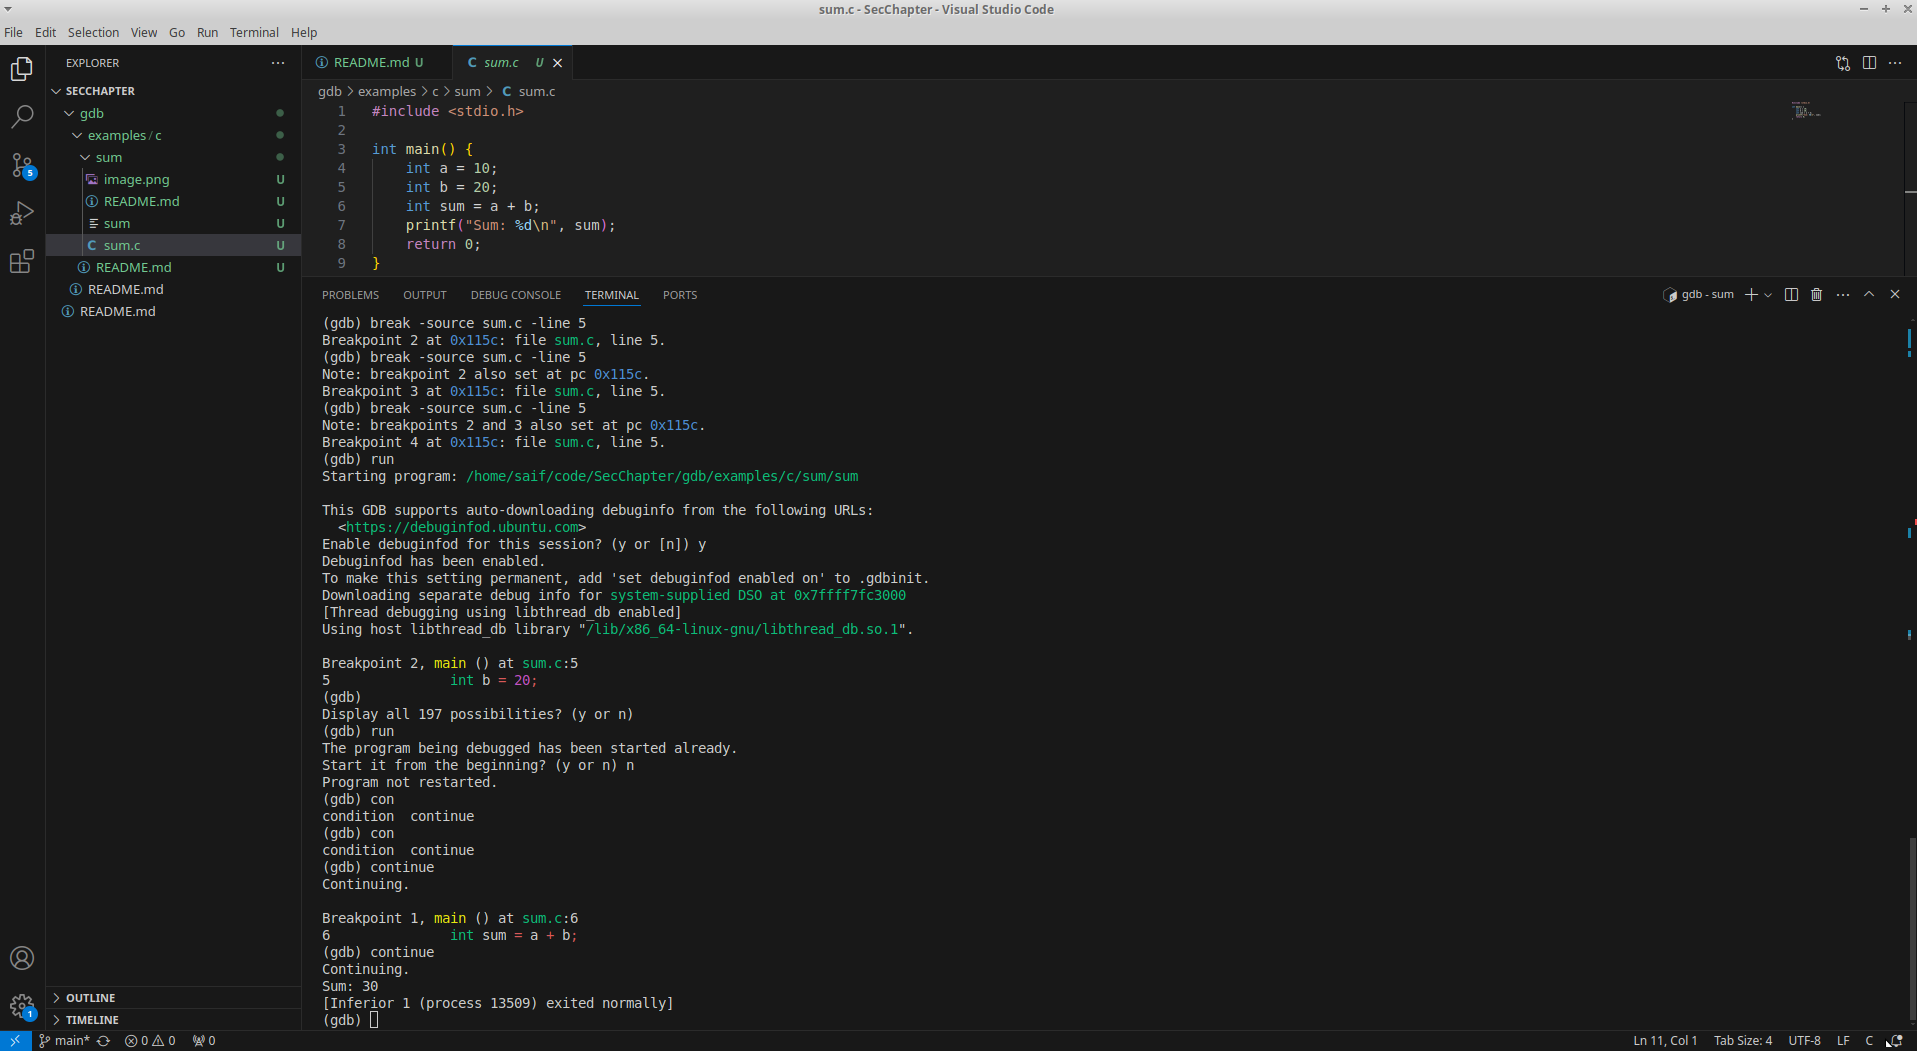 sum.c - SecChapter - Visual Studio Code
File Edit Selection View Go Run Terminal Help
EXPLORER
SECCHAPTER
gdb
examples / c
sum
image.png U
README.md U
sum U
sum.c U
README.md U
README.md
README.md
OUTLINE
TIMELINE
5
1
README.md U
sum.c U
gdb > examples > c > sum > C sum.c
1 #include <stdio.h>
2
3 int main() {
4     int a = 10;
5     int b = 20;
6     int sum = a + b;
7     printf("Sum: %d\n", sum);
8     return 0;
9 }
PROBLEMS OUTPUT DEBUG CONSOLE TERMINAL PORTS
gdb - sum
(gdb) break -source sum.c -line 5
Breakpoint 2 at 0x115c: file sum.c, line 5.
(gdb) break -source sum.c -line 5
Note: breakpoint 2 also set at pc 0x115c.
Breakpoint 3 at 0x115c: file sum.c, line 5.
(gdb) break -source sum.c -line 5
Note: breakpoints 2 and 3 also set at pc 0x115c.
Breakpoint 4 at 0x115c: file sum.c, line 5.
(gdb) run
Starting program: /home/saif/code/SecChapter/gdb/examples/c/sum/sum

This GDB supports auto-downloading debuginfo from the following URLs:
  <https://debuginfod.ubuntu.com>
Enable debuginfod for this session? (y or [n]) y
Debuginfod has been enabled.
To make this setting permanent, add 'set debuginfod enabled on' to .gdbinit.
Downloading separate debug info for system-supplied DSO at 0x7ffff7fc3000
[Thread debugging using libthread_db enabled]
Using host libthread_db library "/lib/x86_64-linux-gnu/libthread_db.so.1".

Breakpoint 2, main () at sum.c:5
5               int b = 20;
(gdb)
Display all 197 possibilities? (y or n)
(gdb) run
The program being debugged has been started already.
Start it from the beginning? (y or n) n
Program not restarted.
(gdb) con
condition  continue
(gdb) con
condition  continue
(gdb) continue
Continuing.

Breakpoint 1, main () at sum.c:6
6               int sum = a + b;
(gdb) continue
Continuing.
Sum: 30
[Inferior 1 (process 13509) exited normally]
(gdb)
main* 0 0 0
Ln 11, Col 1 Tab Size: 4 UTF-8 LF C